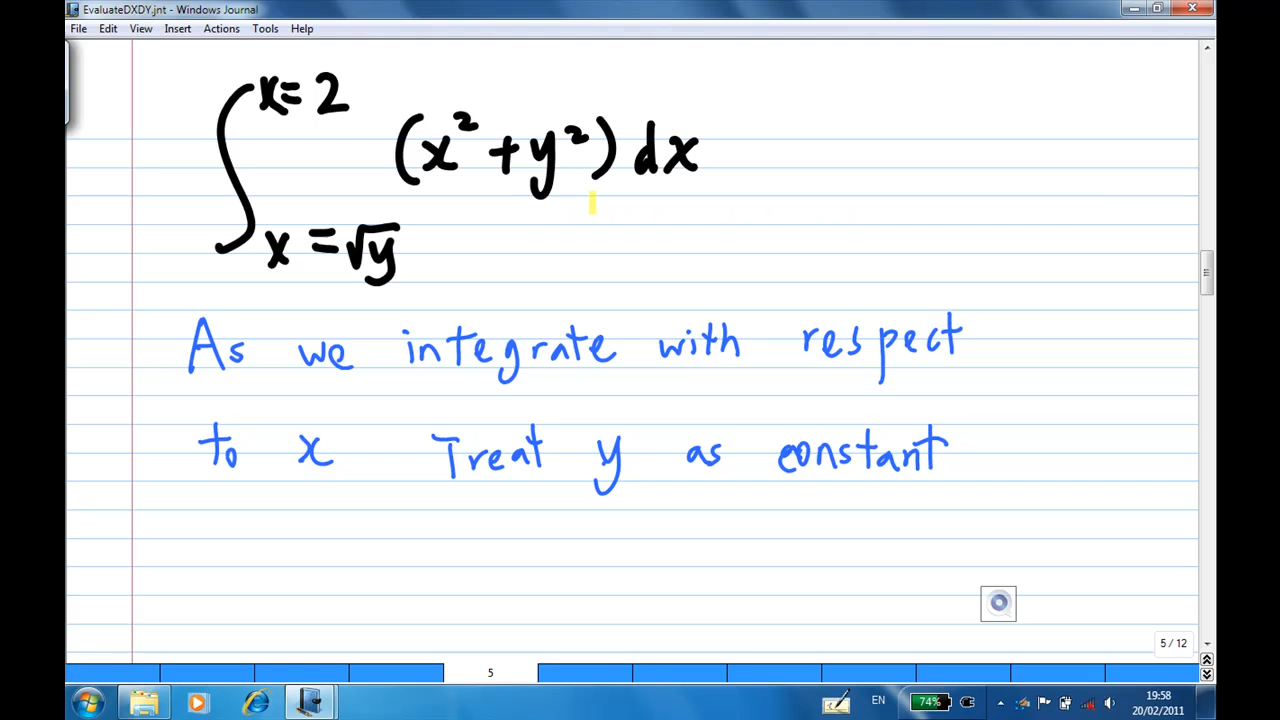 EvaluateDXDY.jnt - Windows Journal
File Edit View Insert Actions Tools Help
∫_{x=√y}^{x=2} (x² + y²) dx
As we integrate with respect
to x Treat y as constant
5 / 12
5
EN
74%
19:58
20/02/2011